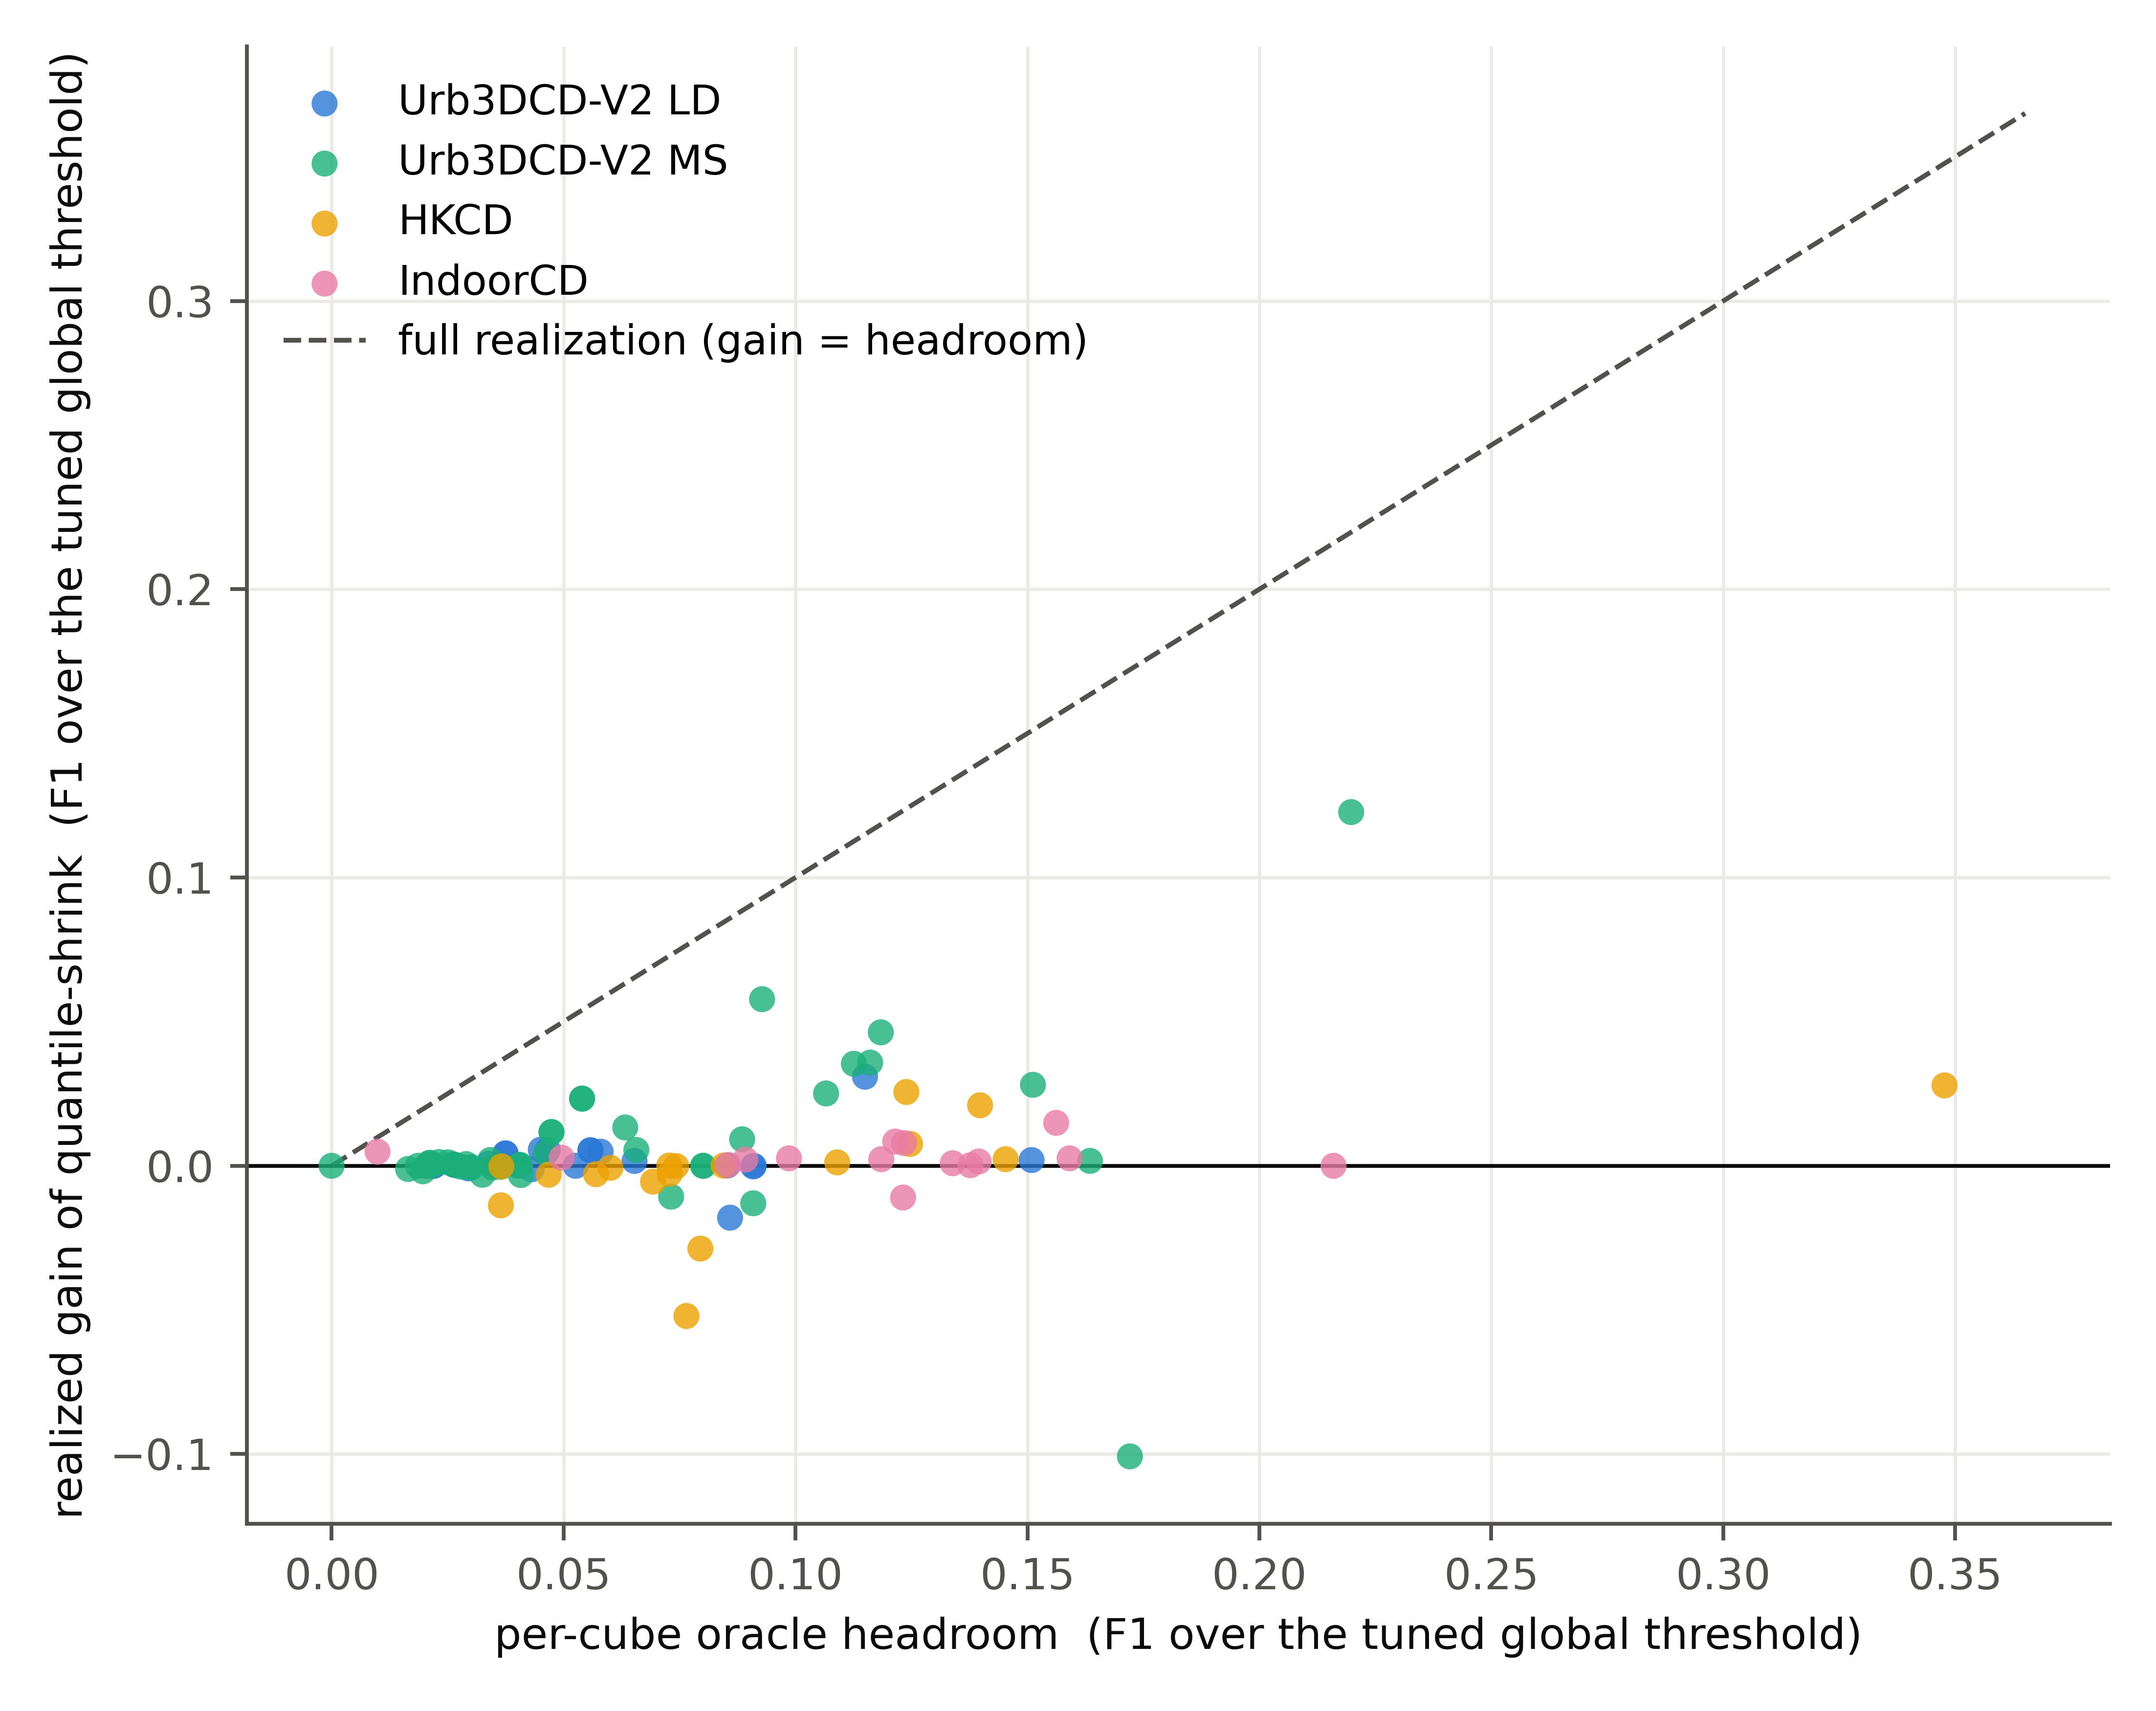 realized gain of quantile-shrink (F1 over the tuned global threshold)
Urb3DCD-V2 LD
Urb3DCD-V2 MS
HKCD
IndoorCD
full realization (gain = headroom)
0.3
0.2
0.1
0.0
−0.1
0.00 0.05 0.10 0.15 0.20 0.25 0.30 0.35
per-cube oracle headroom (F1 over the tuned global threshold)